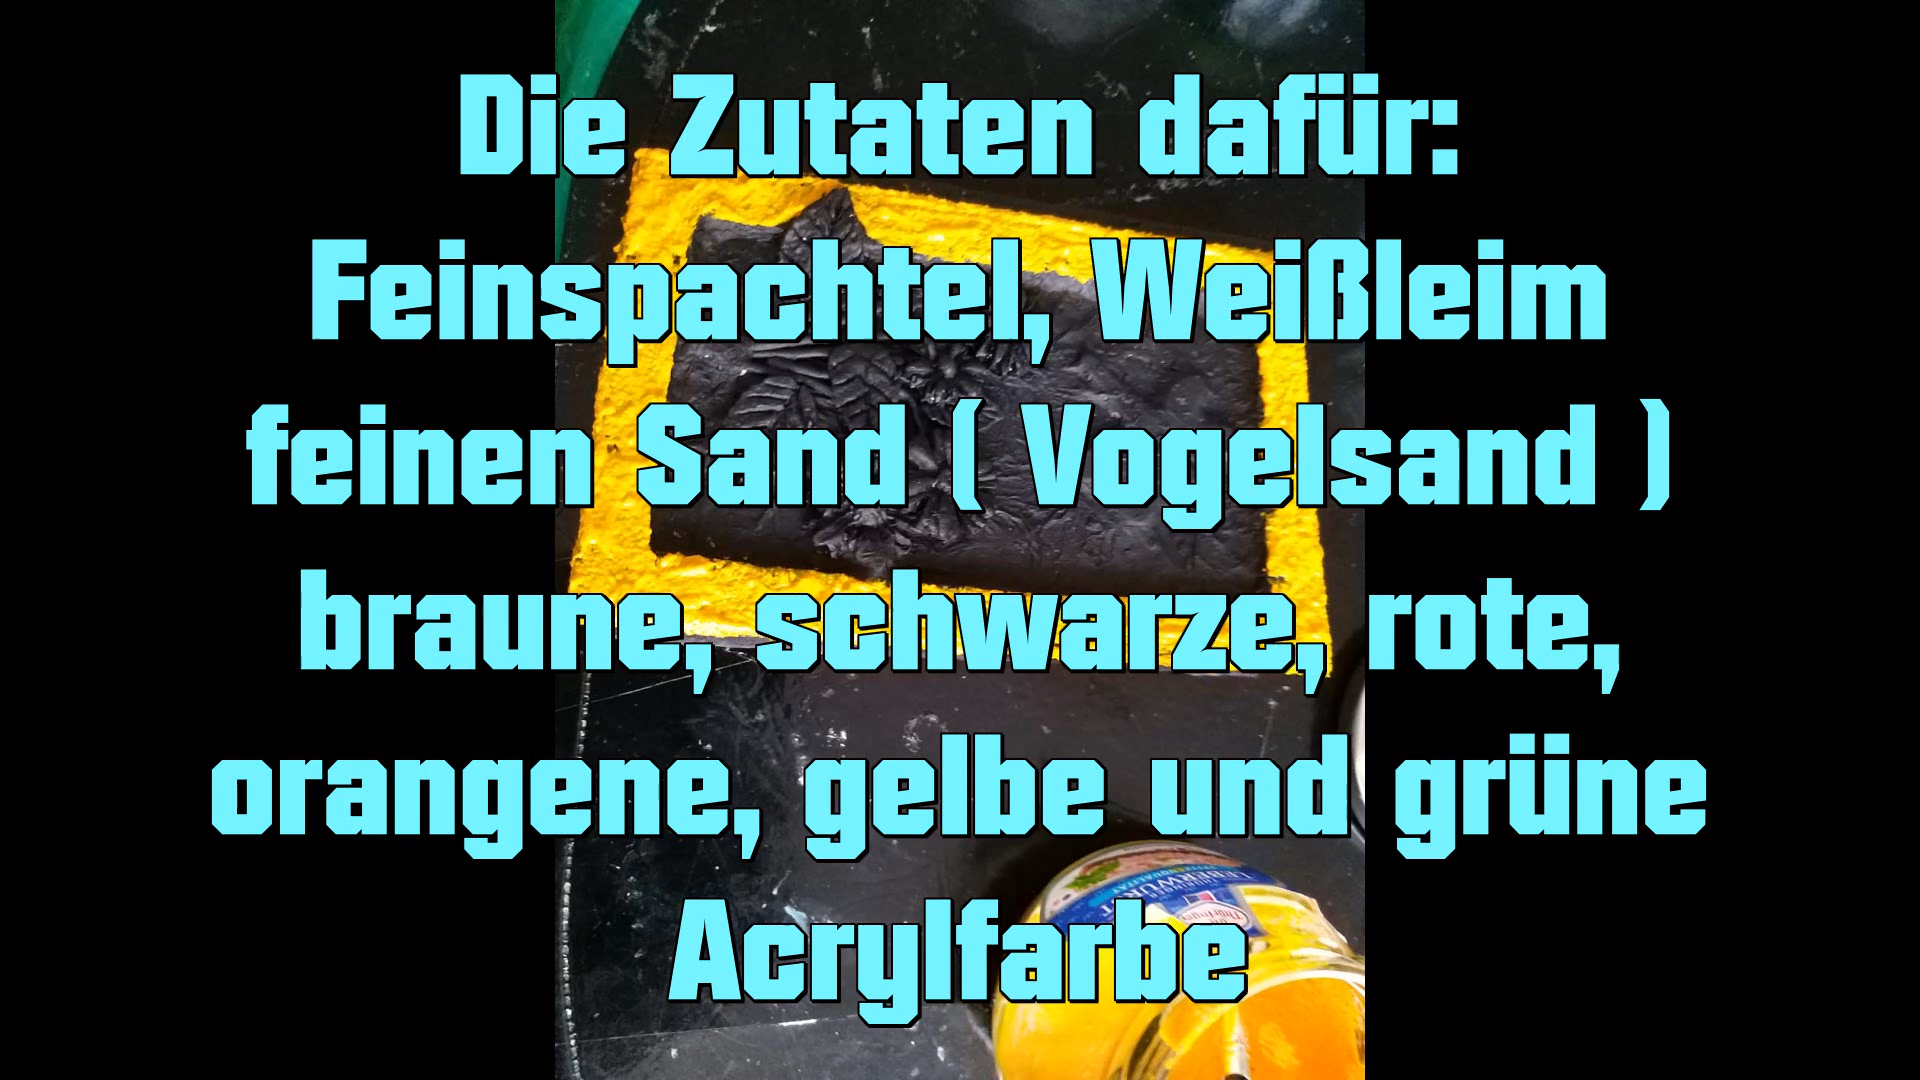 Die Zutaten dafür:
Feinspachtel, Weißleim
feinen Sand ( Vogelsand )
braune, schwarze, rote,
orangene, gelbe und grüne
Acrylfarbe